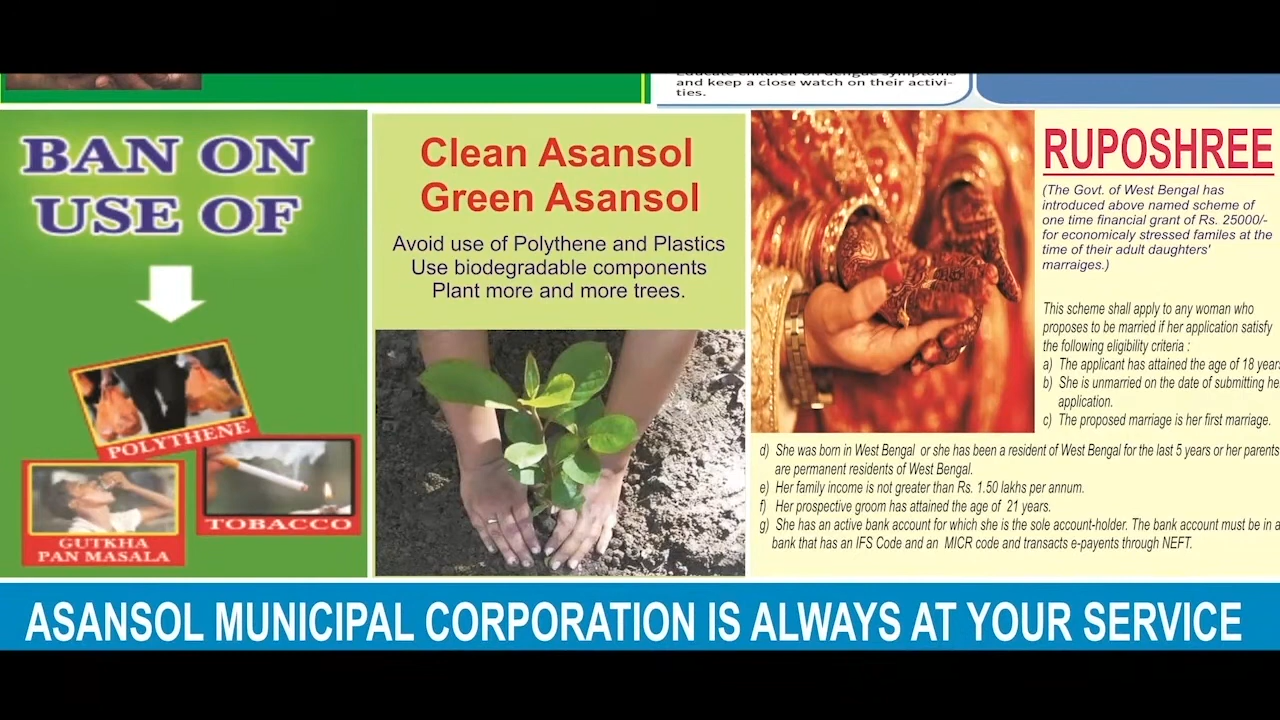 Educate children on dengue symptoms
and keep a close watch on their activi-
ties.
BAN ON
USE OF
POLYTHENE
TOBACCO
GUTKHA
PAN MASALA
Clean Asansol
Green Asansol
Avoid use of Polythene and Plastics
Use biodegradable components
Plant more and more trees.
RUPOSHREE
(The Govt. of West Bengal has
introduced above named scheme of
one time financial grant of Rs. 25000/-
for economicaly stressed familes at the
time of their adult daughters'
marraiges.)
This scheme shall apply to any woman who
proposes to be married if her application satisfy
the following eligibility criteria :
a) The applicant has attained the age of 18 years
b) She is unmarried on the date of submitting he
application.
c) The proposed marriage is her first marriage.
d) She was born in West Bengal or she has been a resident of West Bengal for the last 5 years or her parents
are permanent residents of West Bengal.
e) Her family income is not greater than Rs. 1.50 lakhs per annum.
f) Her prospective groom has attained the age of 21 years.
g) She has an active bank account for which she is the sole account-holder. The bank account must be in a
bank that has an IFS Code and an MICR code and transacts e-payents through NEFT.
ASANSOL MUNICIPAL CORPORATION IS ALWAYS AT YOUR SERVICE